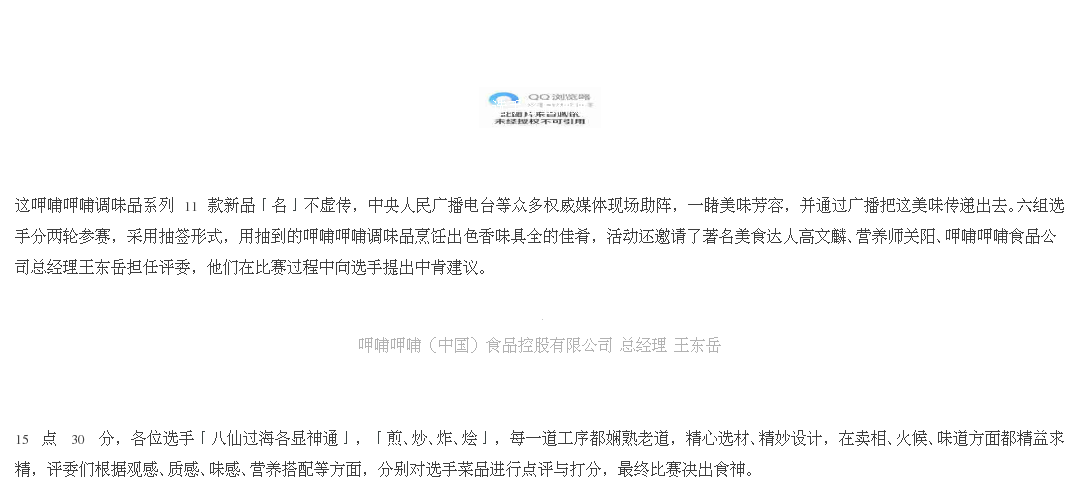 QQ浏览器
此图片来自微信
未经授权不可引用
这呷哺呷哺调味品系列 11 款新品「名」不虚传，中央人民广播电台等众多权威媒体现场助阵，一睹美味芳容，并通过广播把这美味传递出去。六组选
手分两轮参赛，采用抽签形式，用抽到的呷哺呷哺调味品烹饪出色香味具全的佳肴，活动还邀请了著名美食达人高文麟、营养师关阳、呷哺呷哺食品公
司总经理王东岳担任评委，他们在比赛过程中向选手提出中肯建议。
呷哺呷哺（中国）食品控股有限公司 总经理 王东岳
15 点 30 分，各位选手「八仙过海各显神通」，「煎、炒、炸、烩」，每一道工序都娴熟老道，精心选材、精妙设计，在卖相、火候、味道方面都精益求
精，评委们根据观感、质感、味感、营养搭配等方面，分别对选手菜品进行点评与打分，最终比赛决出食神。